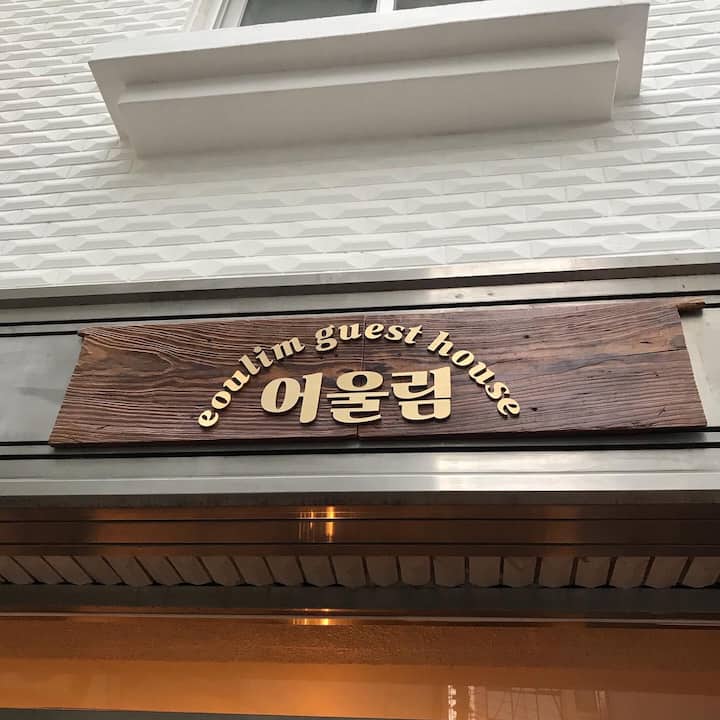 eoulim guest house
어울림